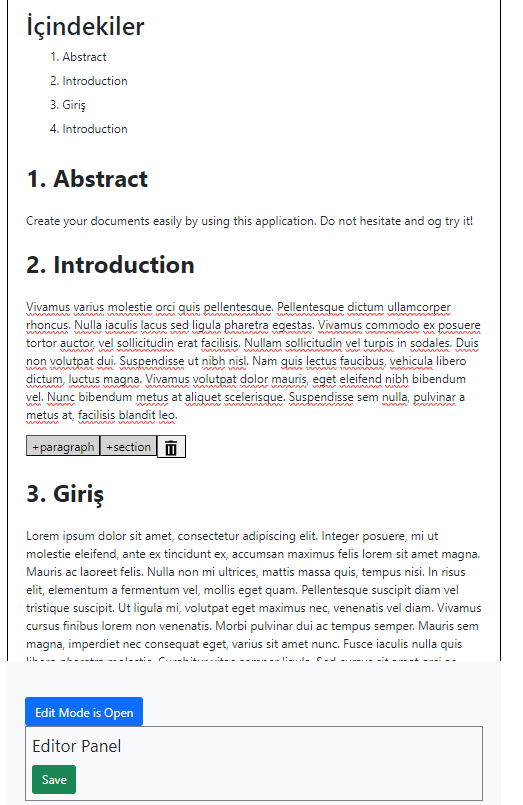 İçindekiler
1. Abstract
2. Introduction
3. Giriş
4. Introduction
1. Abstract
Create your documents easily by using this application. Do not hesitate and og try it!
2. Introduction
Vivamus varius molestie orci quis pellentesque. Pellentesque dictum ullamcorper
rhoncus. Nulla iaculis lacus sed ligula pharetra egestas. Vivamus commodo ex posuere
tortor auctor, vel sollicitudin erat facilisis. Nullam sollicitudin vel turpis in sodales. Duis
non volutpat dui. Suspendisse ut nibh nisl. Nam quis lectus faucibus, vehicula libero
dictum, luctus magna. Vivamus volutpat dolor mauris, eget eleifend nibh bibendum
vel. Nunc bibendum metus at aliquet scelerisque. Suspendisse sem nulla, pulvinar a
metus at, facilisis blandit leo.
+paragraph +section
3. Giriş
Lorem ipsum dolor sit amet, consectetur adipiscing elit. Integer posuere, mi ut
molestie eleifend, ante ex tincidunt ex, accumsan maximus felis lorem sit amet magna.
Mauris ac laoreet felis. Nulla non mi ultrices, mattis massa quis, tempus nisi. In risus
elit, elementum a fermentum vel, mollis eget quam. Pellentesque suscipit diam vel
tristique suscipit. Ut ligula mi, volutpat eget maximus nec, venenatis vel diam. Vivamus
cursus finibus lorem non venenatis. Morbi pulvinar dui ac tempus semper. Mauris sem
magna, imperdiet nec consequat eget, varius sit amet nunc. Fusce iaculis nulla quis
Edit Mode is Open
Editor Panel
Save